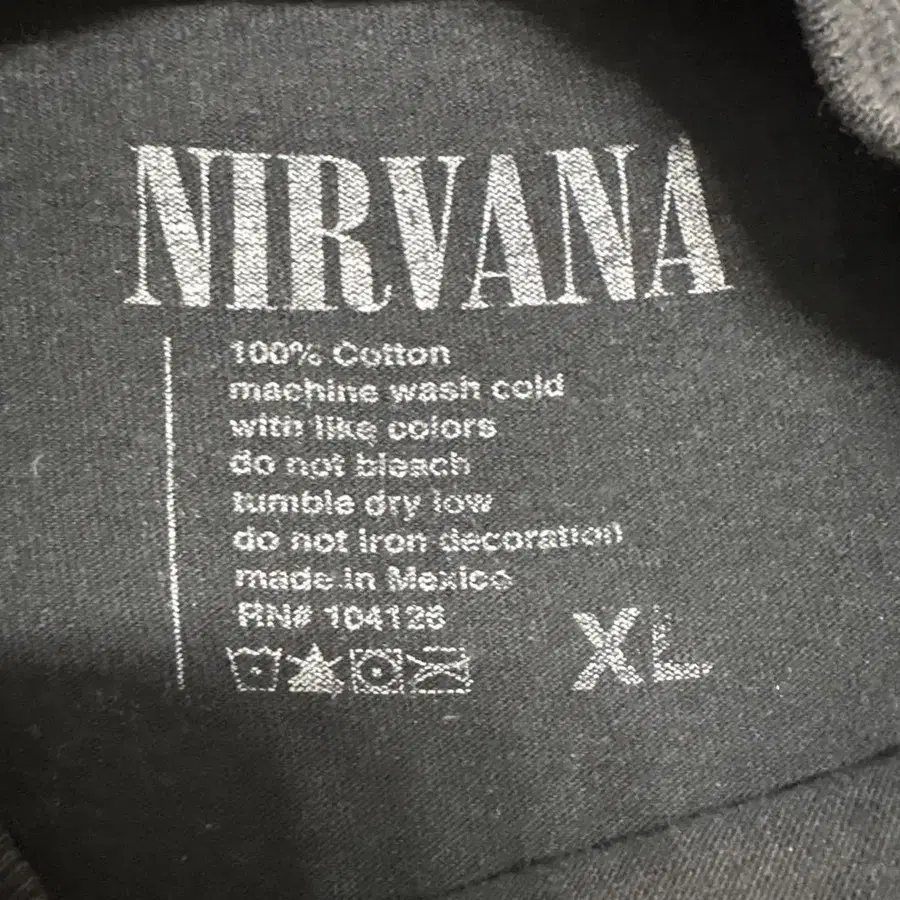 NIRVANA
100% Cotton
machine wash cold
with like colors
do not bleach
tumble dry low
do not iron decoration
made in Mexico
RN# 104126
XL